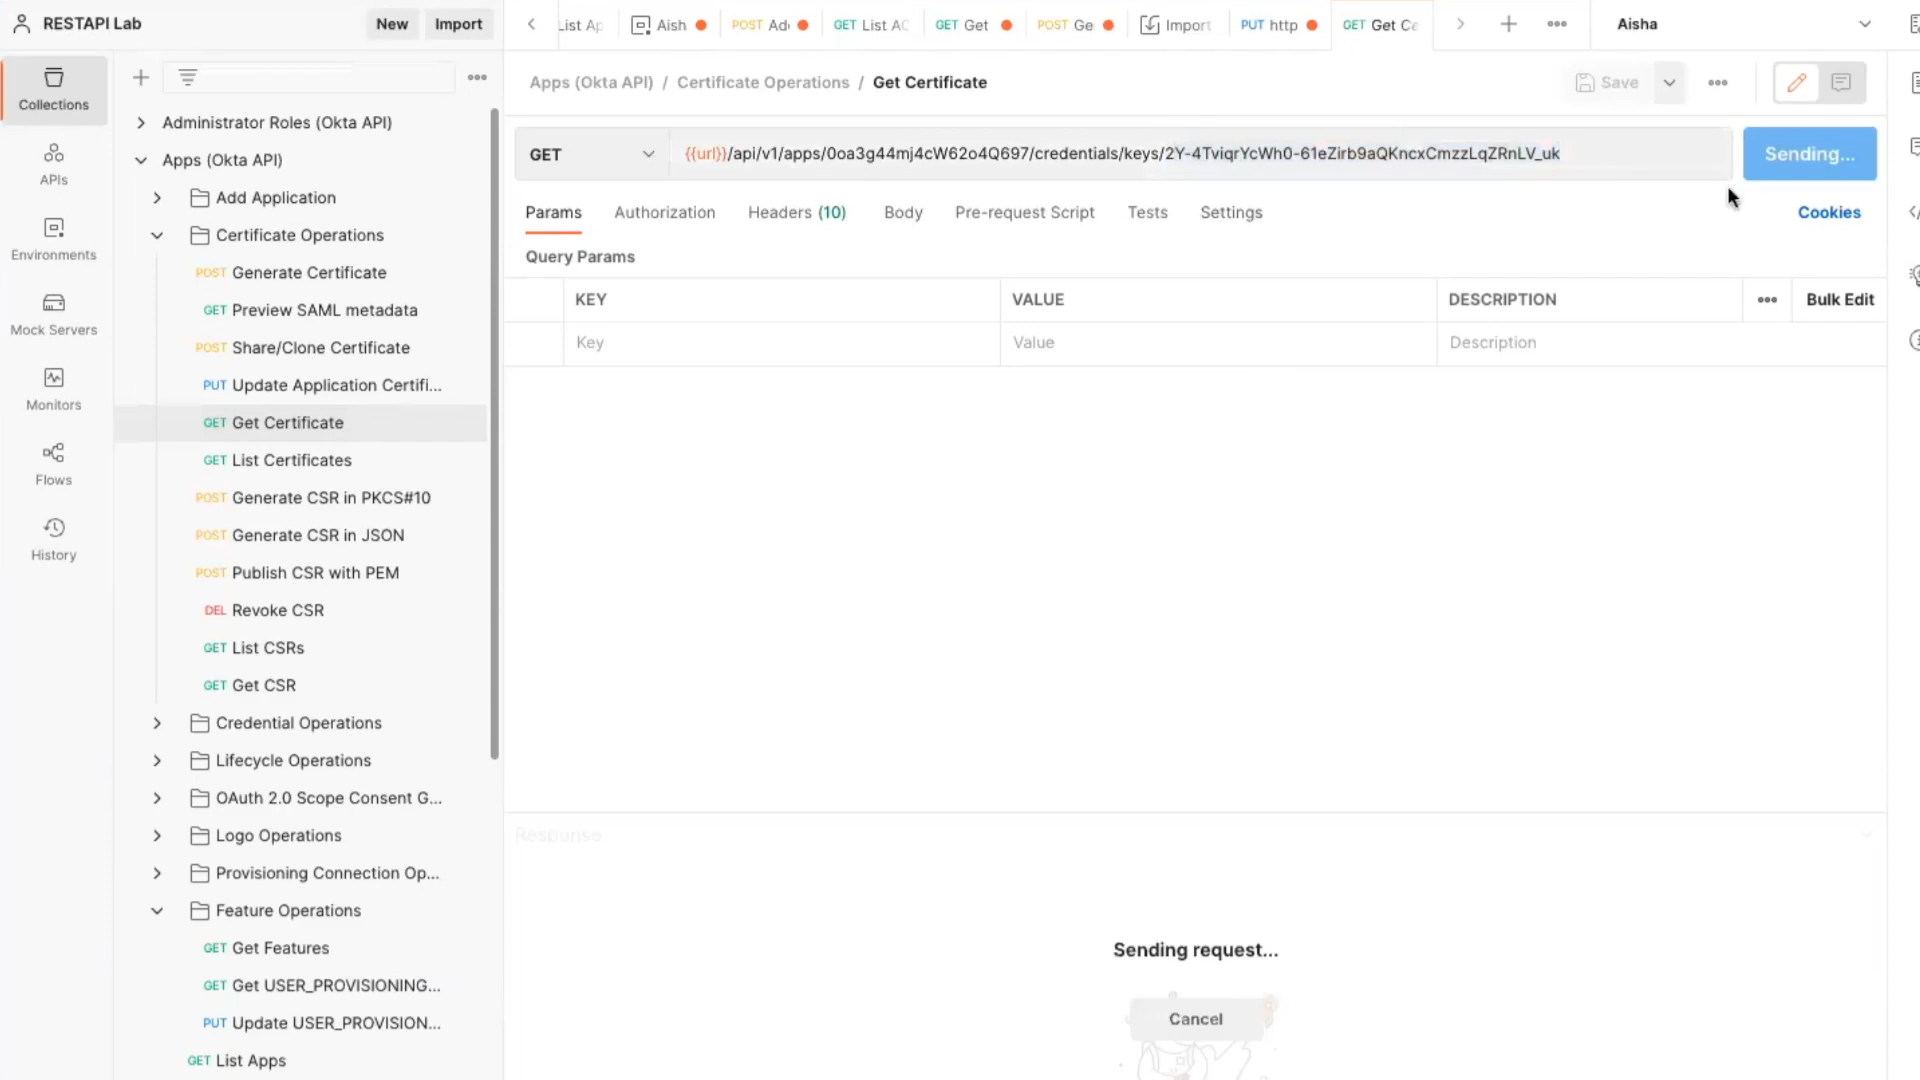 RESTAPI Lab
New
Import
List Ap
Aish
POST Ad
GET List AC
GET Get
POST Ge
Import
PUT http
GET Get Ce
Aisha
Collections
APIs
Environments
Mock Servers
Monitors
Flows
History
Administrator Roles (Okta API)
Apps (Okta API)
Add Application
Certificate Operations
POST Generate Certificate
GET Preview SAML metadata
POST Share/Clone Certificate
PUT Update Application Certifi...
GET Get Certificate
GET List Certificates
POST Generate CSR in PKCS#10
POST Generate CSR in JSON
POST Publish CSR with PEM
DEL Revoke CSR
GET List CSRs
GET Get CSR
Credential Operations
Lifecycle Operations
OAuth 2.0 Scope Consent G...
Logo Operations
Provisioning Connection Op...
Feature Operations
GET Get Features
GET Get USER_PROVISIONING...
PUT Update USER_PROVISION...
GET List Apps
Apps (Okta API) / Certificate Operations / Get Certificate
Save
GET
{{url}}/api/v1/apps/0oa3g44mj4cW62o4Q697/credentials/keys/2Y-4TviqrYcWh0-61eZirb9aQKncxCmzzLqZRnLV_uk
Sending...
Params
Authorization
Headers (10)
Body
Pre-request Script
Tests
Settings
Cookies
Query Params
KEY
VALUE
DESCRIPTION
Bulk Edit
Key
Value
Description
Response
Sending request...
Cancel